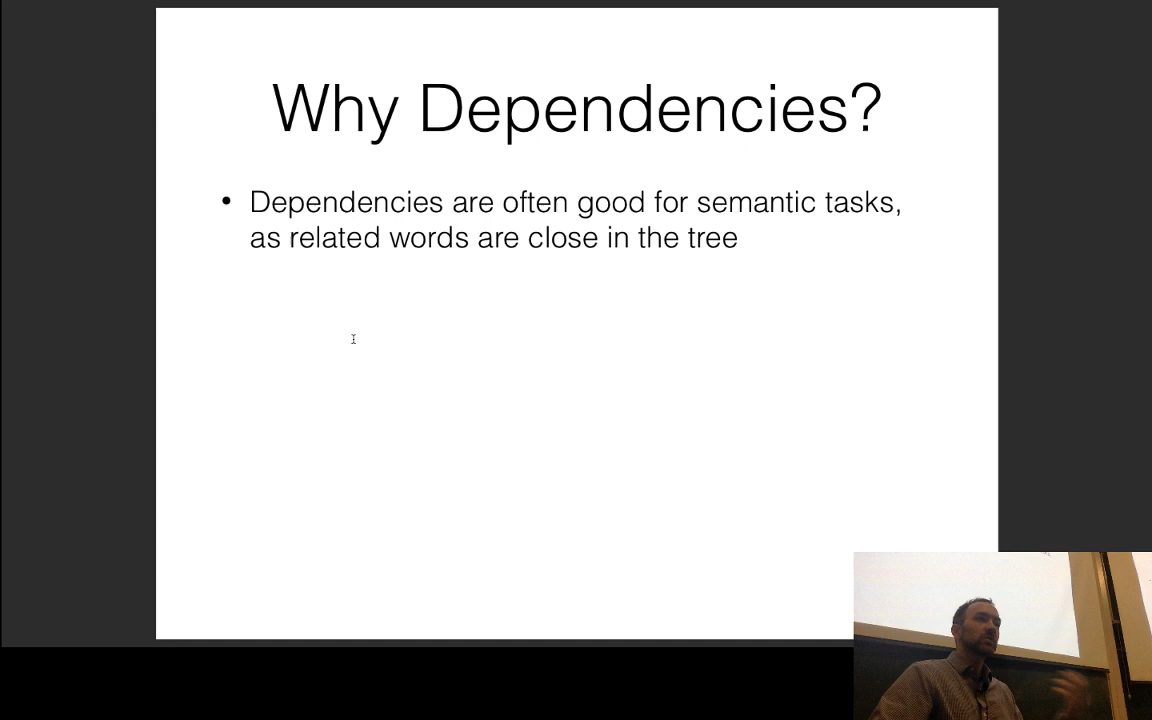 Why Dependencies?
• Dependencies are often good for semantic tasks,
as related words are close in the tree